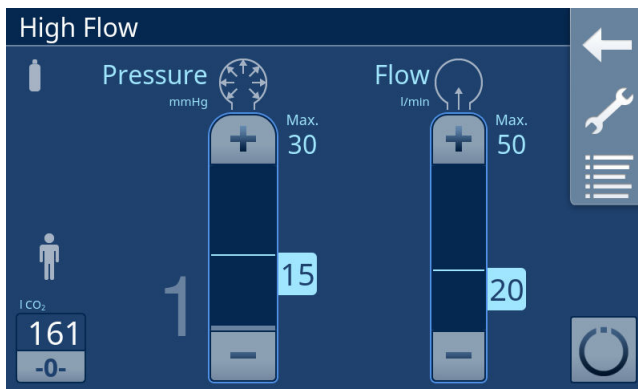 High Flow
Pressure
mmHg
Flow
l/min
Max.
30
Max.
50
+
+
15
20
1
l CO₂
161
-0-
−
−